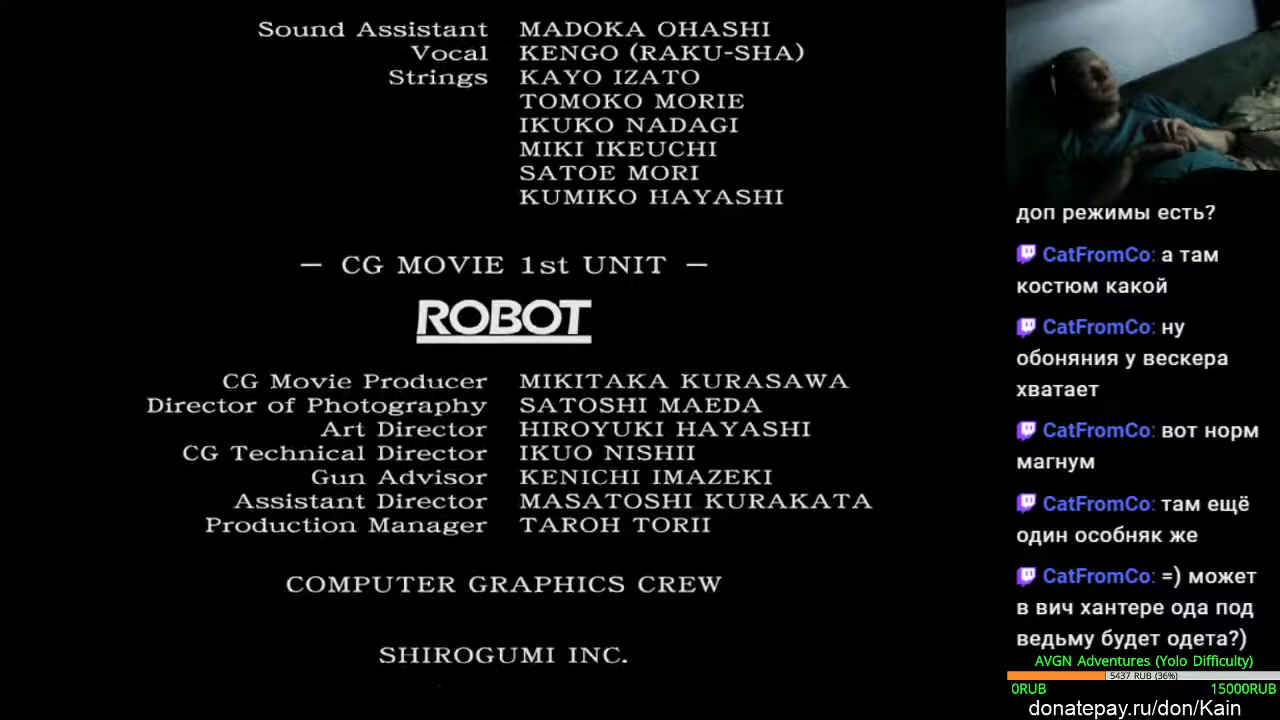 Sound Assistant MADOKA OHASHI
Vocal KENGO (RAKU-SHA)
Strings KAYO IZATO
TOMOKO MORIE
IKUKO NADAGI
MIKI IKEUCHI
SATOE MORI
KUMIKO HAYASHI
— CG MOVIE 1st UNIT —
ROBOT
CG Movie Producer MIKITAKA KURASAWA
Director of Photography SATOSHI MAEDA
Art Director HIROYUKI HAYASHI
CG Technical Director IKUO NISHII
Gun Advisor KENICHI IMAZEKI
Assistant Director MASATOSHI KURAKATA
Production Manager TAROH TORII
COMPUTER GRAPHICS CREW
SHIROGUMI INC.
доп режимы есть?
CatFromCo: а там
костюм какой
CatFromCo: ну
обоняния у вескера
хватает
CatFromCo: вот норм
магнум
CatFromCo: там ещё
один особняк же
CatFromCo: =) может
в вич хантере ода под
ведьму будет одета?)
AVGN Adventures (Yolo Difficulty)
5437 RUB (36%)
0RUB 15000RUB
donatepay.ru/don/Kain